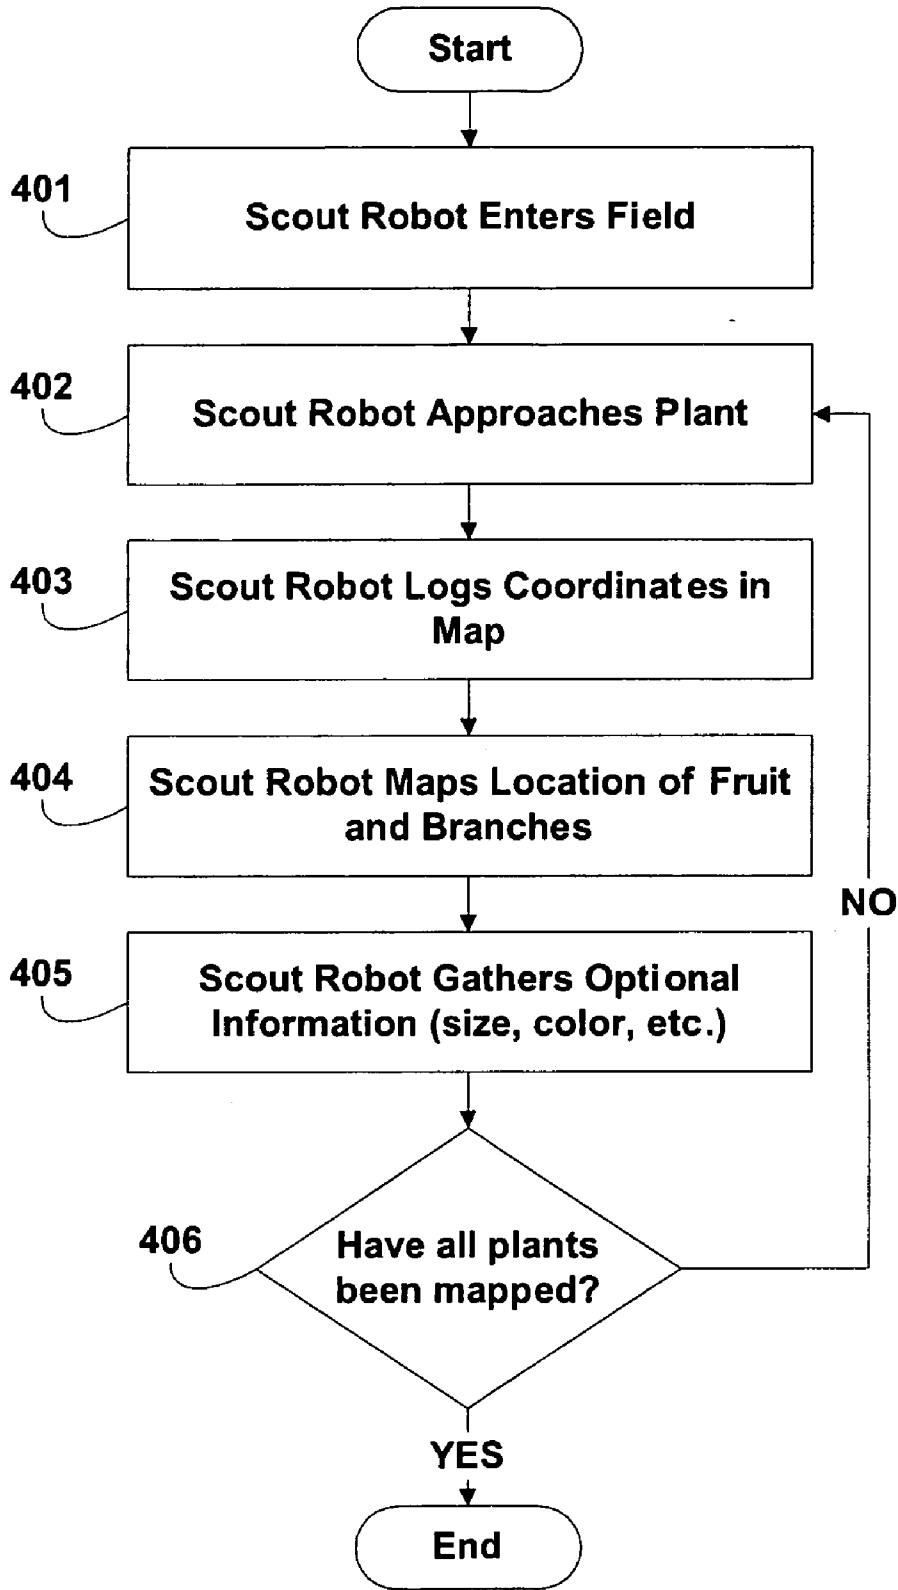 Start
401
Scout Robot Enters Field
402
Scout Robot Approaches Plant
403
Scout Robot Logs Coordinates in
Map
404
Scout Robot Maps Location of Fruit
and Branches
NO
405
Scout Robot Gathers Optional
Information (size, color, etc.)
406
Have all plants
been mapped?
YES
End